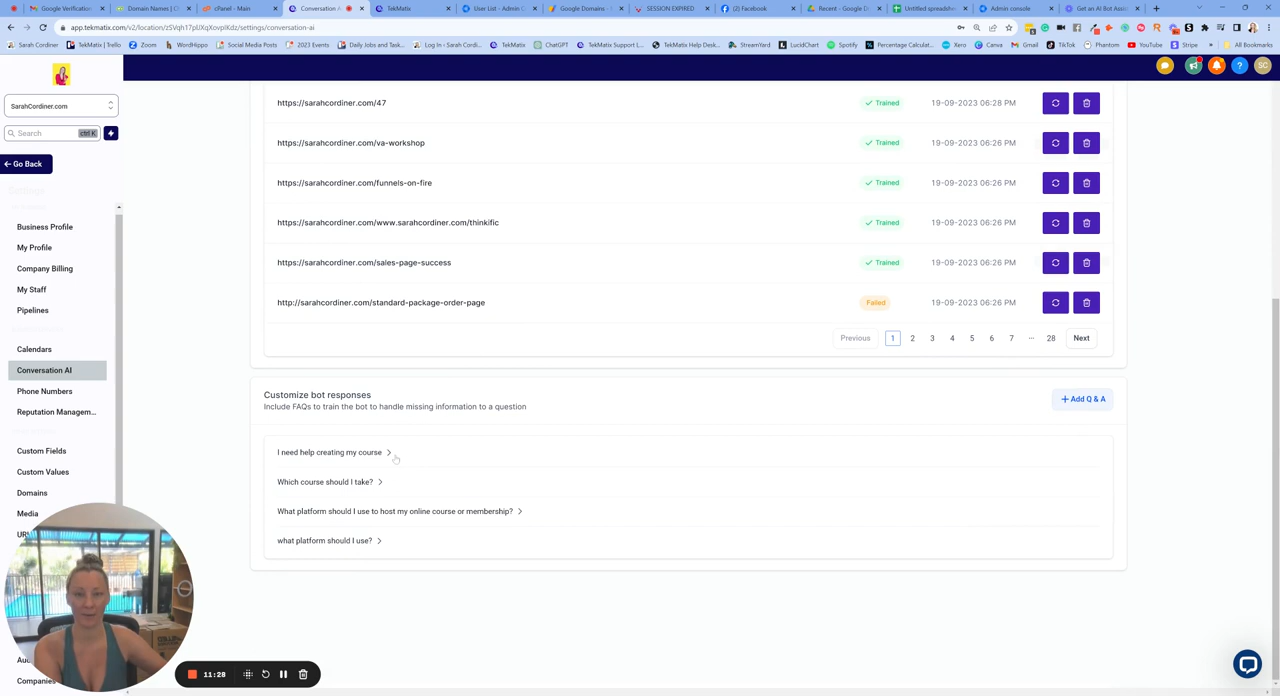 Google Verification
Domain Names | C
cPanel - Main
Conversation A
TekMatix
User List - Admin C
Google Domains - S
SESSION EXPIRED
(2) Facebook
Recent - Google D
Untitled spreadsh
Admin console
Get an AI Bot Assis
app.tekmatix.com/v2/location/zSVqh17pUXqXovpiKdz/settings/conversation-ai
Sarah Cordiner
TekMatix | Trello
Zoom
WordHippo
Social Media Posts
2023 Events
Daily Jobs and Task...
Log In ‹ Sarah Cordi...
TekMatix
ChatGPT
TekMatix Support L...
TekMatix Help Desk...
StreamYard
LucidChart
Spotify
Percentage Calculat...
Xero
Canva
Gmail
TikTok
Phantom
YouTube
Stripe
»
All Bookmarks
SC
SarahCordiner.com
Search
ctrl K
← Go Back
Settings
Business Profile
My Profile
Company Billing
My Staff
Pipelines
Calendars
Conversation AI
Phone Numbers
Reputation Managem...
Custom Fields
Custom Values
Domains
Media
UR
Au
Companies
https://sarahcordiner.com/47
Trained
19-09-2023 06:28 PM
https://sarahcordiner.com/va-workshop
Trained
19-09-2023 06:26 PM
https://sarahcordiner.com/funnels-on-fire
Trained
19-09-2023 06:26 PM
https://sarahcordiner.com/www.sarahcordiner.com/thinkific
Trained
19-09-2023 06:26 PM
https://sarahcordiner.com/sales-page-success
Trained
19-09-2023 06:26 PM
http://sarahcordiner.com/standard-package-order-page
Failed
19-09-2023 06:26 PM
Previous 1 2 3 4 5 6 7 ... 28 Next
Customize bot responses
Include FAQs to train the bot to handle missing information to a question
+ Add Q & A
I need help creating my course
Which course should I take?
What platform should I use to host my online course or membership?
what platform should I use?
11:28